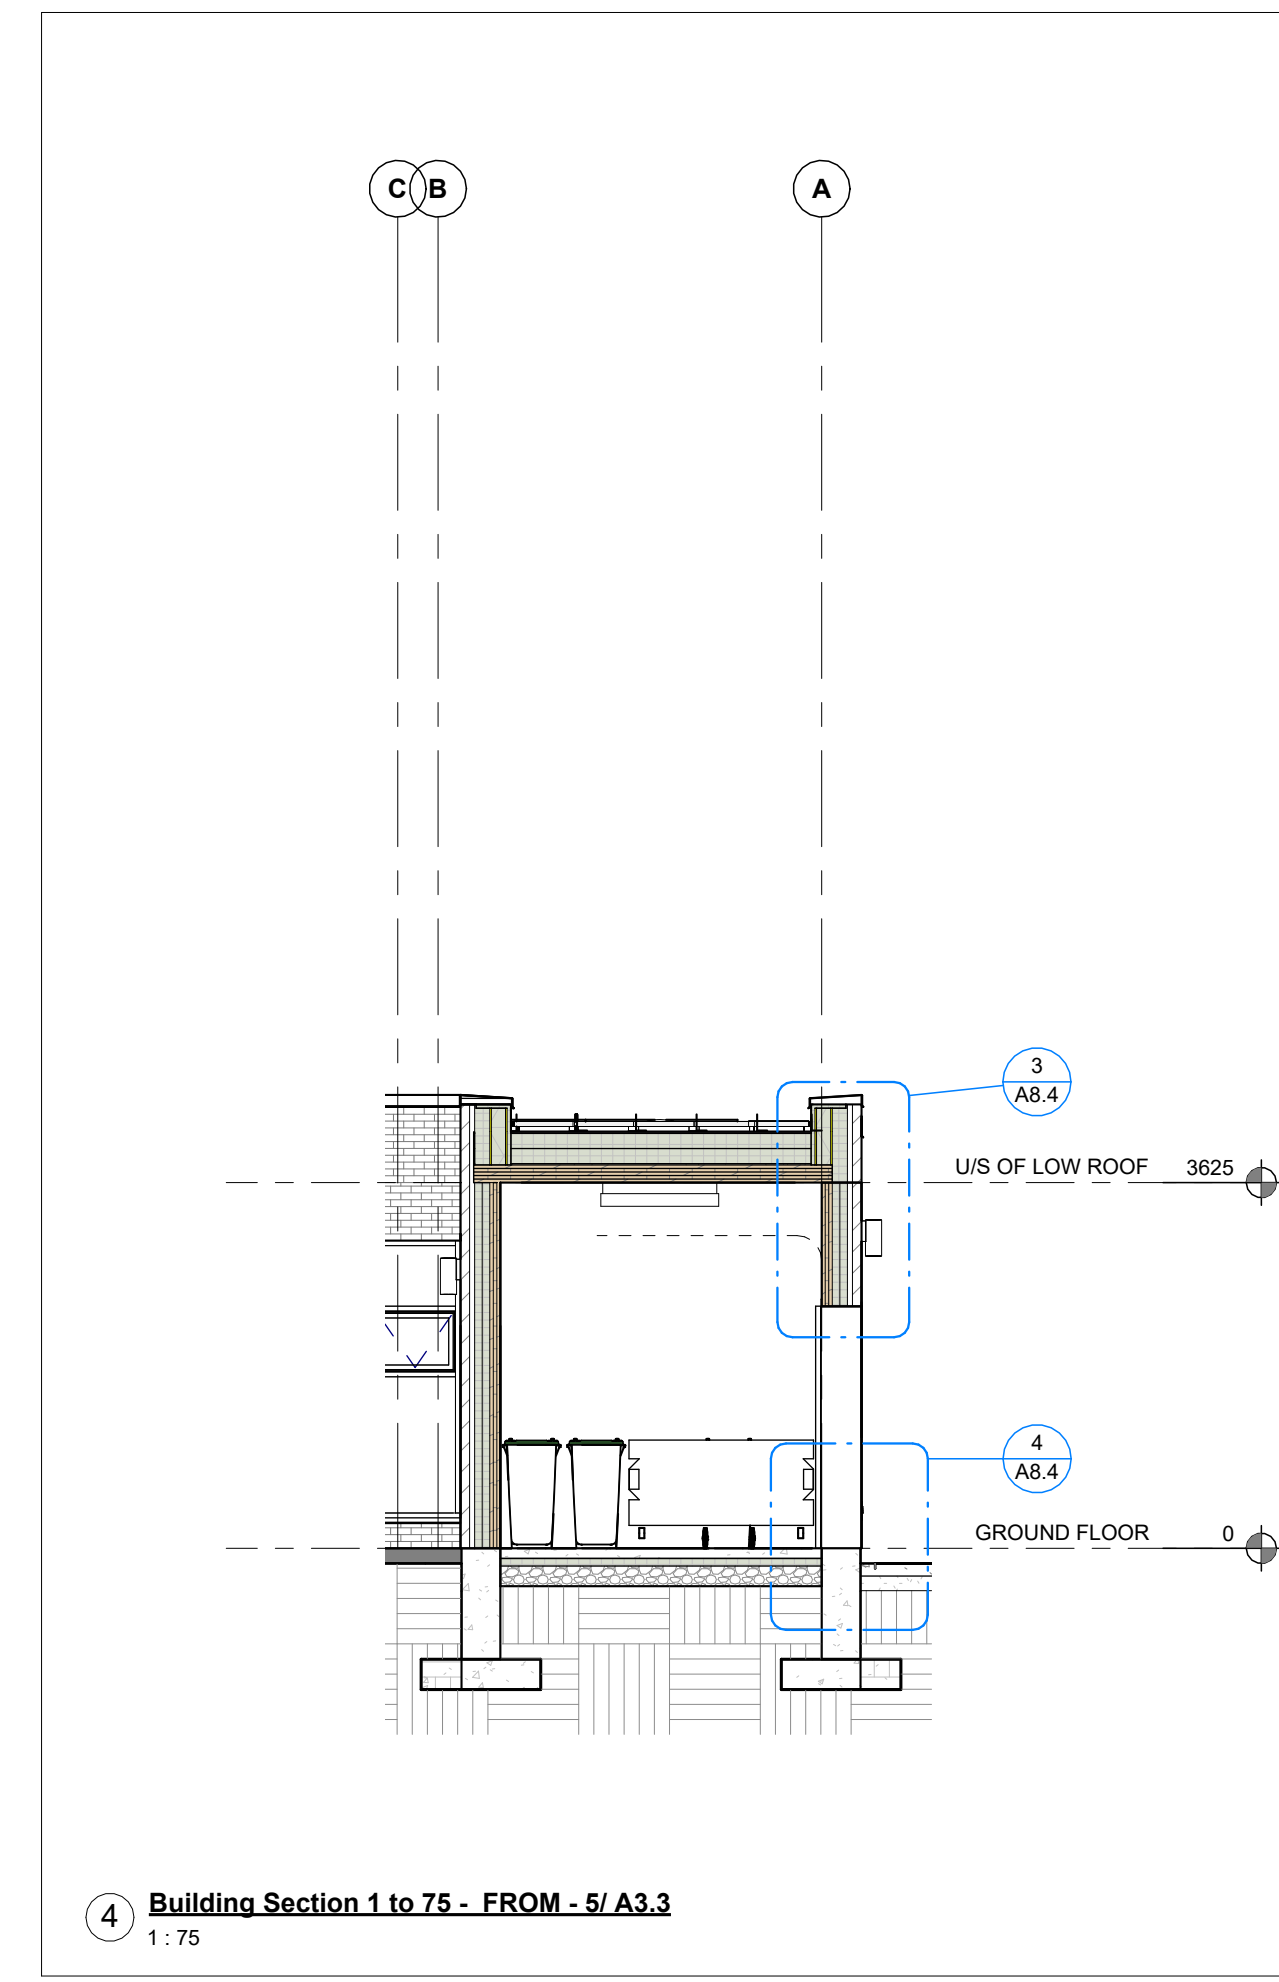 C B A
3
A8.4
U/S OF LOW ROOF 3625
4
A8.4
GROUND FLOOR 0
4 Building Section 1 to 75 - FROM - 5/ A3.3
1 : 75